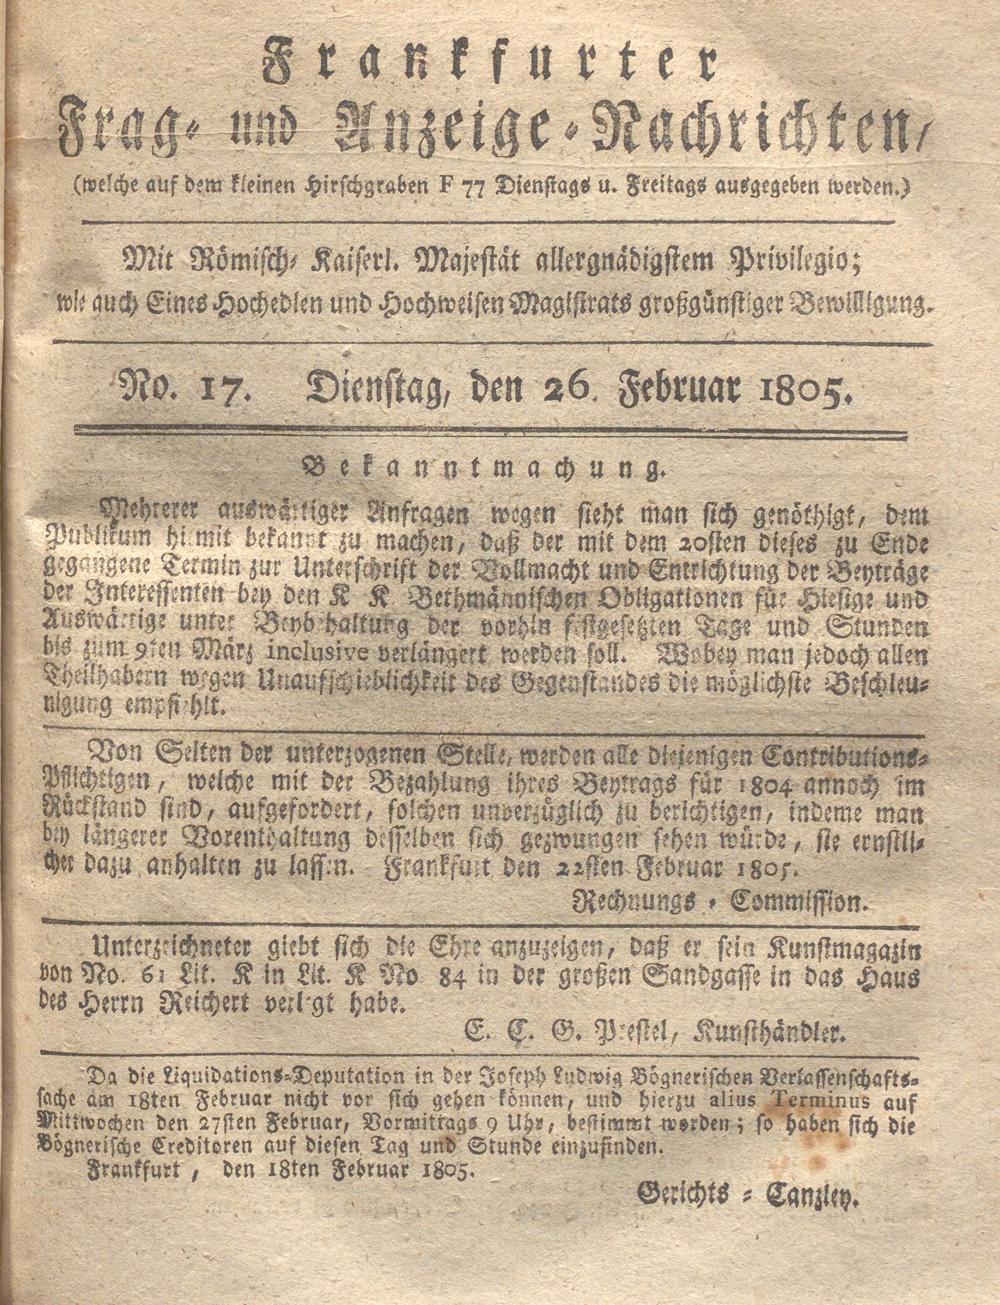 Frankfurter
Frag- und Anzeige-Nachrichten,
(welche auf dem kleinen Hirschgraben F 77 Dienstags u. Freitags ausgegeben werden.)
Mit Römisch- Kaiserl. Majestät allergnädigstem Privilegio;
wie auch Eines Hochedlen und Hochweisen Magistrats großgünstiger Bewilligung.
No. 17. Dienstag, den 26. Februar 1805.
Bekanntmachung.
Mehrerer auswärtiger Anfragen wegen sieht man sich genöthigt, dem
Publikum hiemit bekannt zu machen, daß der mit dem 20sten dieses zu Ende
gegangene Termin zur Unterschrift der Vollmacht und Entrichtung der Beyträge
der Interessenten bey den K K Bethmännischen Obligationen für Hiesige und
Auswärtige unter Beybehaltung der vorhin festgesetzten Tage und Stunden
bis zum 9ten März inclusive verlängert werden soll. Wobey man jedoch allen
Theilhabern wegen Unaufschieblichkeit des Gegenstandes die möglichste Beschleu-
nigung empfiehlt.
Von Seiten der unterzogenen Stelle, werden alle diejenigen Contributions-
Pflichtigen, welche mit der Bezahlung ihres Beytrags für 1804 annoch im
Rückstand sind, aufgefordert, solchen unverzüglich zu berichtigen, indeme man
bey längerer Vorenthaltung desselben sich gezwungen sehen würde, sie ernstli-
cher dazu anhalten zu lassen. Frankfurt den 22sten Februar 1805.
Rechnungs - Commission.
Unterzeichneter giebt sich die Ehre anzuzeigen, daß er sein Kunstmagazin
von No. 61 Lit. K in Lit. K No 84 in der großen Sandgasse in das Haus
des Herrn Reichert verlegt habe.
E. C. G. Prestel, Kunsthändler.
Da die Liquidations-Deputation in der Joseph Ludwig Bögnerischen Verlassenschafts-
sache am 18ten Februar nicht vor sich gehen können, und hierzu alius Terminus auf
Mittwochen den 27sten Februar, Vormittags 9 Uhr, bestimmt worden; so haben sich die
Bögnerische Creditoren auf diesen Tag und Stunde einzufinden.
Frankfurt, den 18ten Februar 1805.
Gerichts - Canzley.